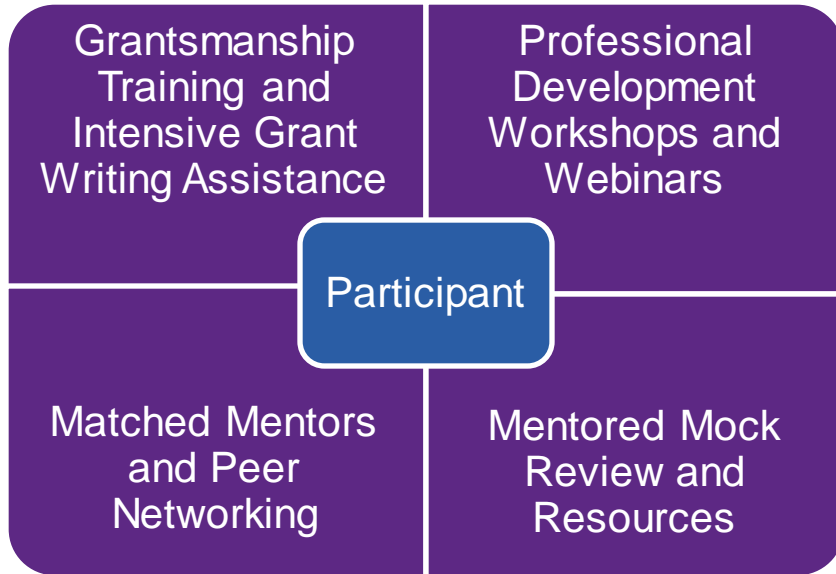 Grantsmanship
Training and
Intensive Grant
Writing Assistance
Professional
Development
Workshops and
Webinars
Participant
Matched Mentors
and Peer
Networking
Mentored Mock
Review and
Resources